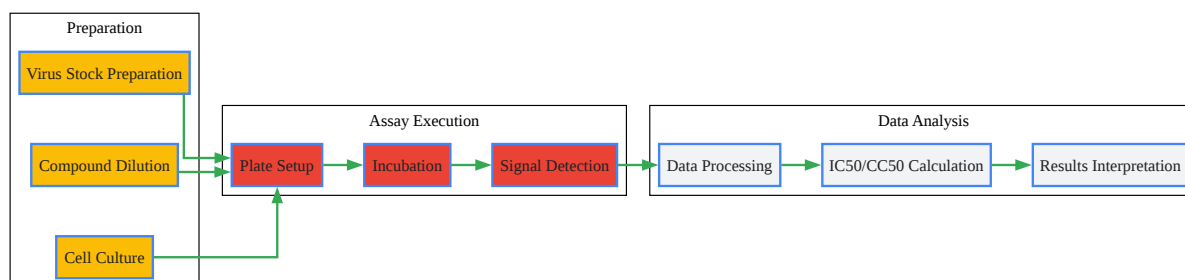 Preparation
Virus Stock Preparation
Compound Dilution
Cell Culture
Assay Execution
Plate Setup
Incubation
Signal Detection
Data Analysis
Data Processing
IC50/CC50 Calculation
Results Interpretation